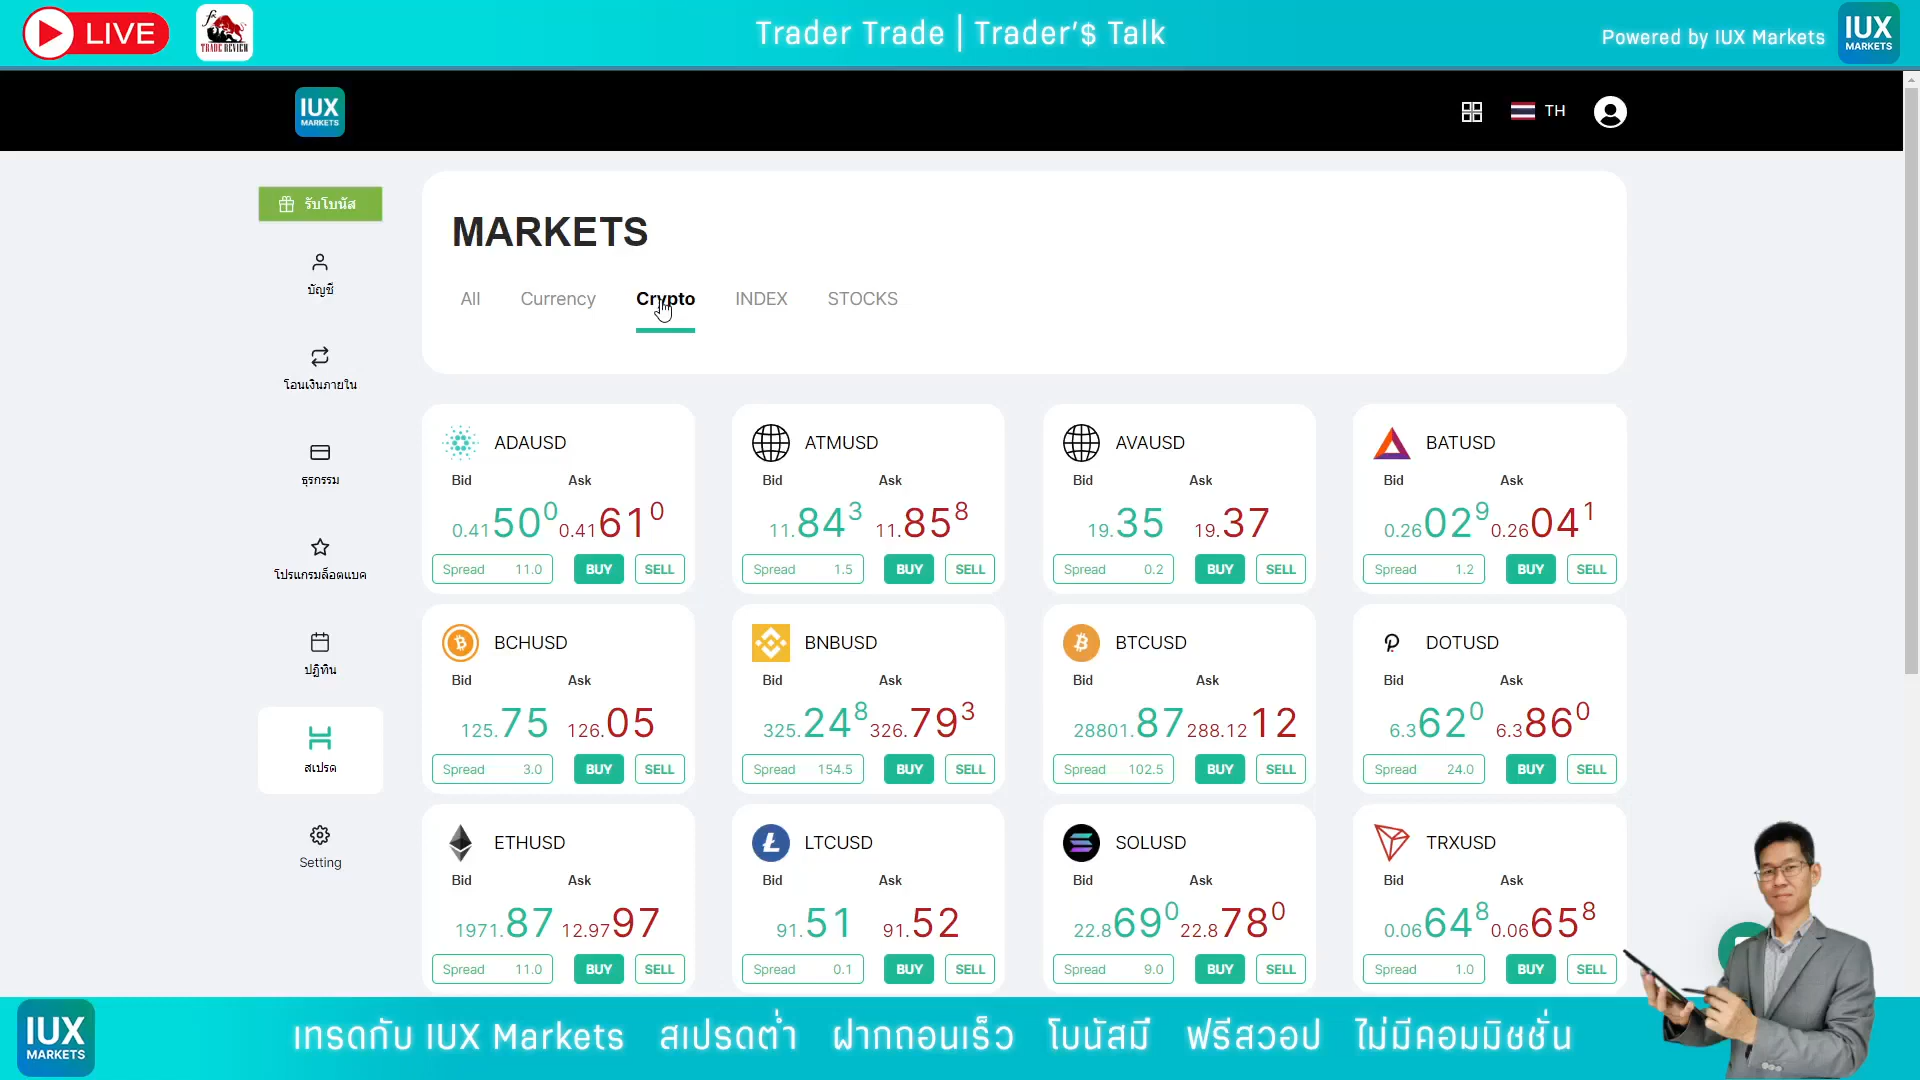 LIVE
fx
TRADE REVIEW
Trader Trade | Trader’$ Talk
Powered by IUX Markets
IUX
MARKETS
IUX
MARKETS
TH
รับโบนัส
บัญชี
โอนเงินภายใน
ธุรกรรม
โปรแกรมล็อตแบค
ปฏิทิน
สเปรด
Setting
MARKETS
All Currency Crypto INDEX STOCKS
ADAUSD
Bid Ask
0.41500 0.41610
Spread 11.0 BUY SELL
ATMUSD
Bid Ask
11.843 11.858
Spread 1.5 BUY SELL
AVAUSD
Bid Ask
19.35 19.37
Spread 0.2 BUY SELL
BATUSD
Bid Ask
0.26029 0.26041
Spread 1.2 BUY SELL
BCHUSD
Bid Ask
125.75 126.05
Spread 3.0 BUY SELL
BNBUSD
Bid Ask
325.248 326.793
Spread 154.5 BUY SELL
BTCUSD
Bid Ask
28801.87 288.1212
Spread 102.5 BUY SELL
DOTUSD
Bid Ask
6.3620 6.3860
Spread 24.0 BUY SELL
ETHUSD
Bid Ask
1971.87 12.9797
Spread 11.0 BUY SELL
LTCUSD
Bid Ask
91.51 91.52
Spread 0.1 BUY SELL
SOLUSD
Bid Ask
22.8690 22.8780
Spread 9.0 BUY SELL
TRXUSD
Bid Ask
0.06648 0.06658
Spread 1.0 BUY SELL
IUX
MARKETS
เทรดกับ IUX Markets สเปรดต่ำ ฝากถอนเร็ว โบนัสมี ฟรีสวอป ไม่มีคอมมิชชั่น